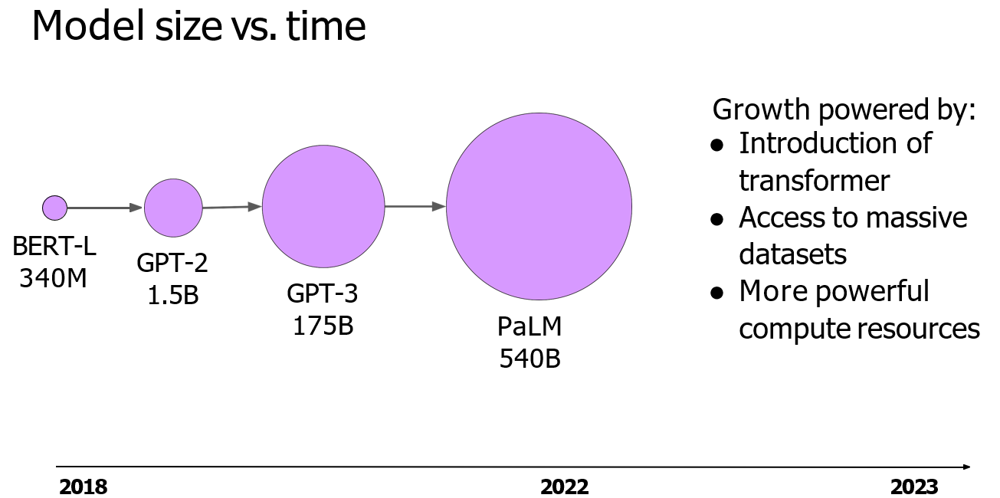 Model size vs. time
BERT-L
340M
GPT-2
1.5B
GPT-3
175B
PaLM
540B
Growth powered by:
● Introduction of
transformer
● Access to massive
datasets
● More powerful
compute resources
2018
2022
2023